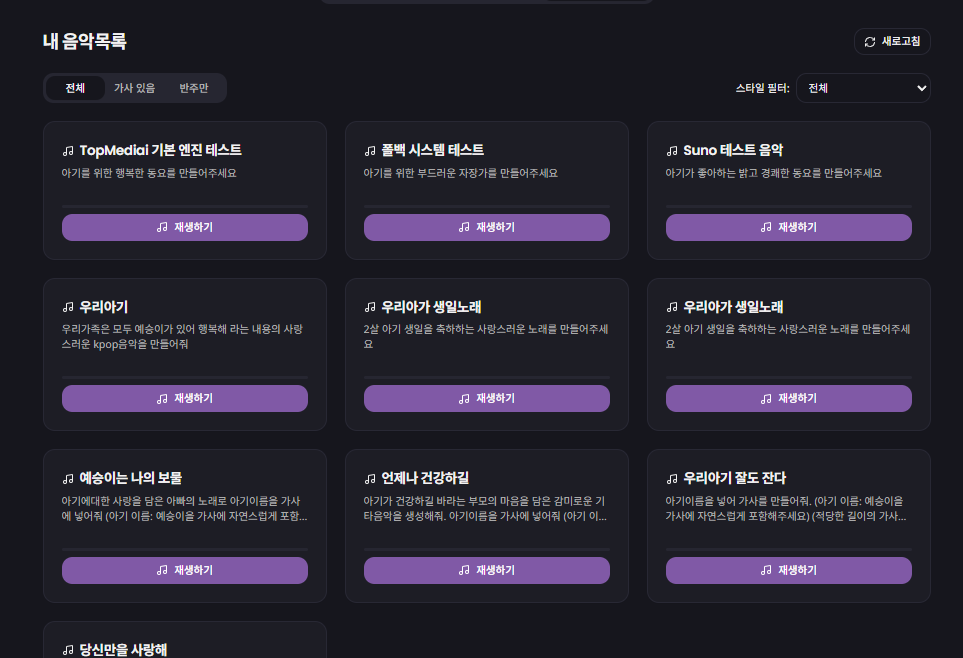 내 음악목록
새로고침
전체
가사 있음
반주만
스타일 필터:
전체
TopMediai 기본 엔진 테스트
아기를 위한 행복한 동요를 만들어주세요
재생하기
폴백 시스템 테스트
아기를 위한 부드러운 자장가를 만들어주세요
재생하기
Suno 테스트 음악
아기가 좋아하는 밝고 경쾌한 동요를 만들어주세요
재생하기
우리아기
우리가족은 모두 예승이가 있어 행복해 라는 내용의 사랑
스러운 kpop음악을 만들어줘
재생하기
우리아가 생일노래
2살 아기 생일을 축하하는 사랑스러운 노래를 만들어주세
요
재생하기
우리아가 생일노래
2살 아기 생일을 축하하는 사랑스러운 노래를 만들어주세
요
재생하기
예승이는 나의 보물
아기에대한 사랑을 담은 아빠의 노래로 아기이름을 가사
에 넣어줘 (아기 이름: 예승이을 가사에 자연스럽게 포함...
재생하기
언제나 건강하길
아기가 건강하길 바라는 부모의 마음을 담은 감미로운 기
타음악을 생성해줘. 아기이름을 가사에 넣어줘 (아기 이...
재생하기
우리아기 잘도 잔다
아기이름을 넣어 가사를 만들어줘. (아기 이름: 예승이을
가사에 자연스럽게 포함해주세요) (적당한 길이의 가사...
재생하기
당신만을 사랑해